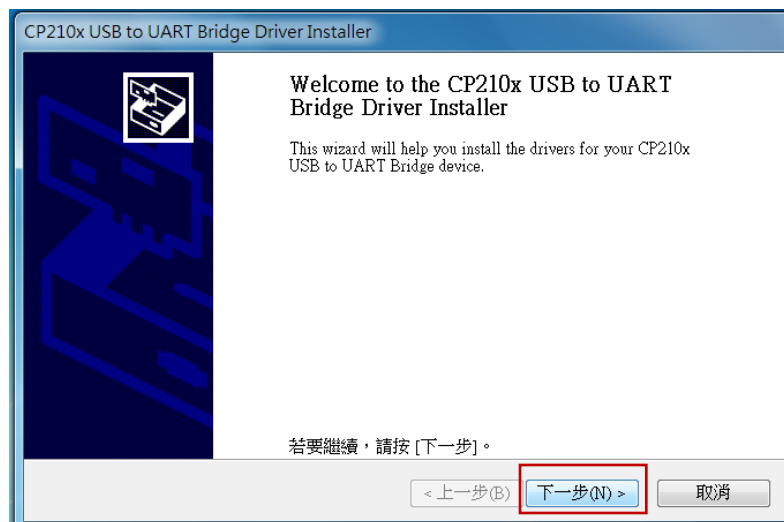 CP210x USB to UART Bridge Driver Installer
Welcome to the CP210x USB to UART
Bridge Driver Installer
This wizard will help you install the drivers for your CP210x
USB to UART Bridge device.
若要繼續，請按 [下一步]。
< 上一步(B)
下一步(N) >
取消